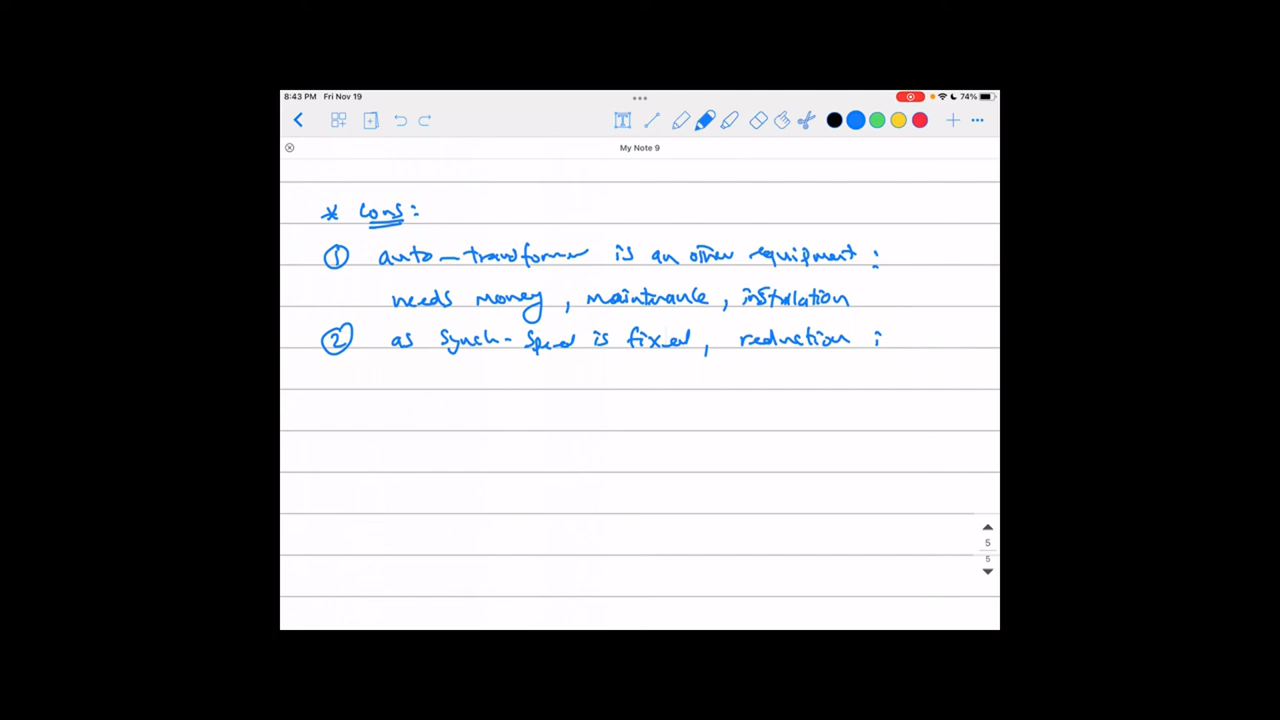 8:43 PM Fri Nov 19
74%
My Note 9
* Cons:
① auto-transformer is an other equipment:
needs money, maintenance, installation
② as synch-speed is fixed, reduction i
5
5